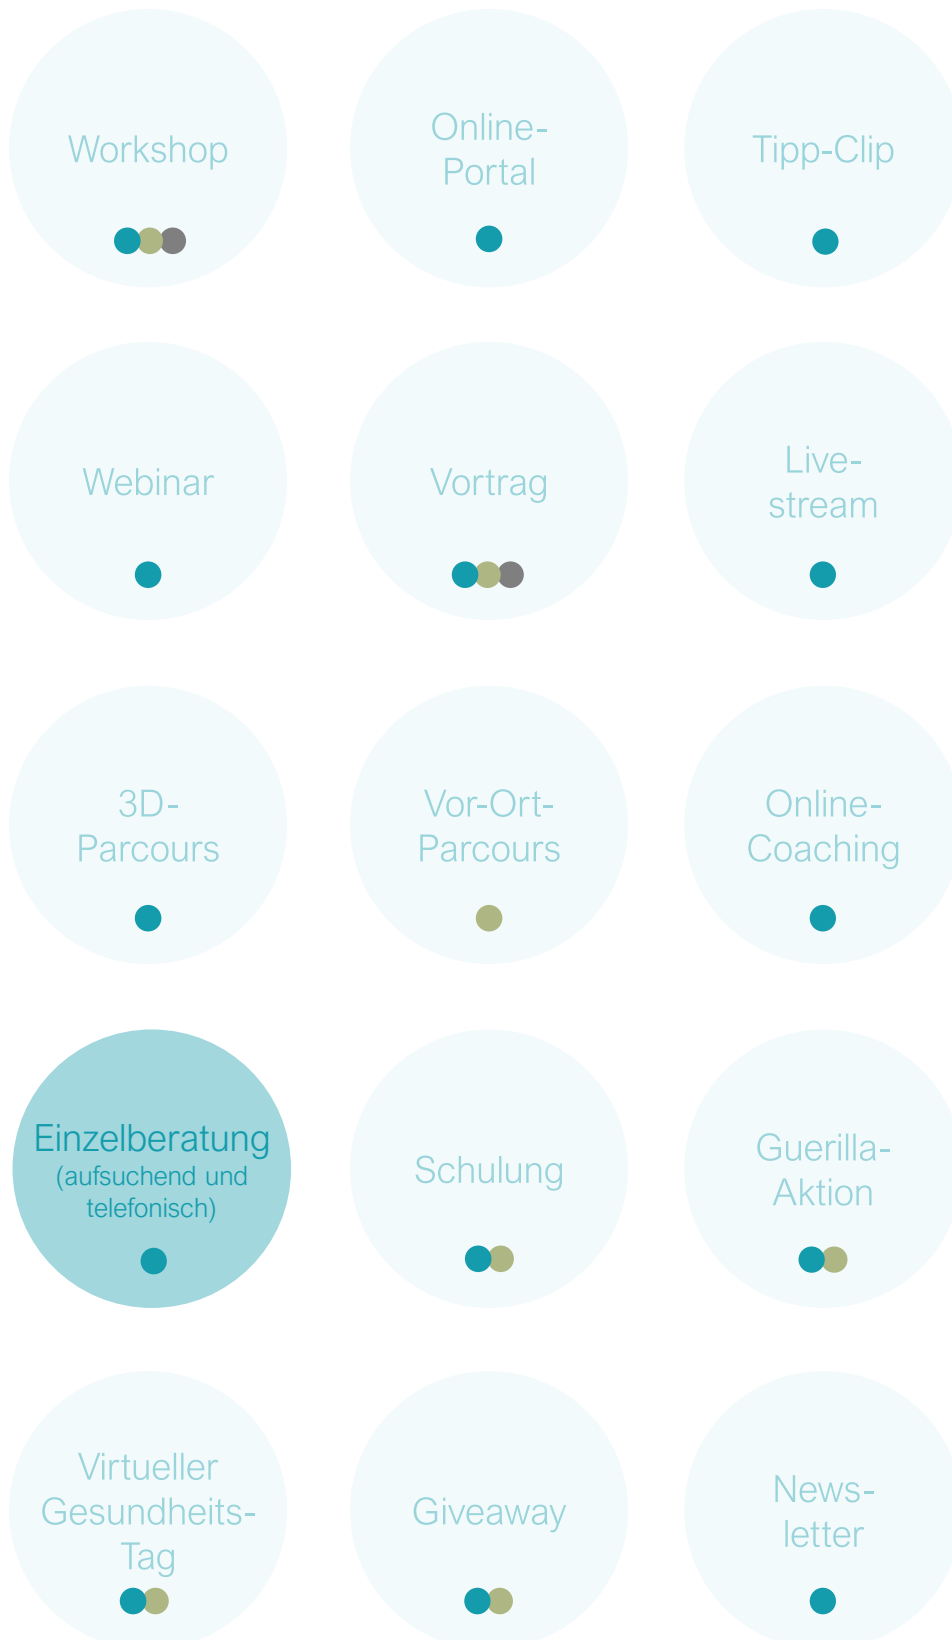 Workshop
Online-
Portal
Tipp-Clip
Webinar
Vortrag
Live-
stream
3D-
Parcours
Vor-Ort-
Parcours
Online-
Coaching
Einzelberatung
(aufsuchend und
telefonisch)
Schulung
Guerilla-
Aktion
Virtueller
Gesundheits-
Tag
Giveaway
News-
letter